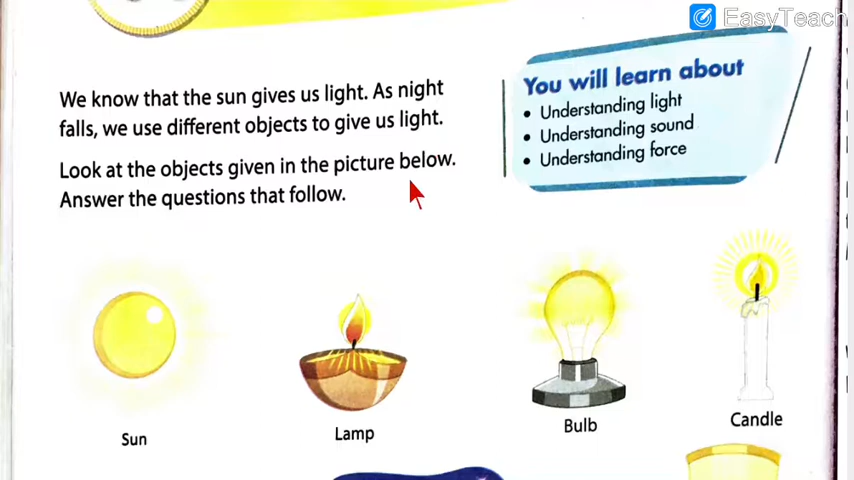 EasyTeach
We know that the sun gives us light. As night
falls, we use different objects to give us light.
Look at the objects given in the picture below.
Answer the questions that follow.
You will learn about
• Understanding light
• Understanding sound
• Understanding force
Sun
Lamp
Bulb
Candle